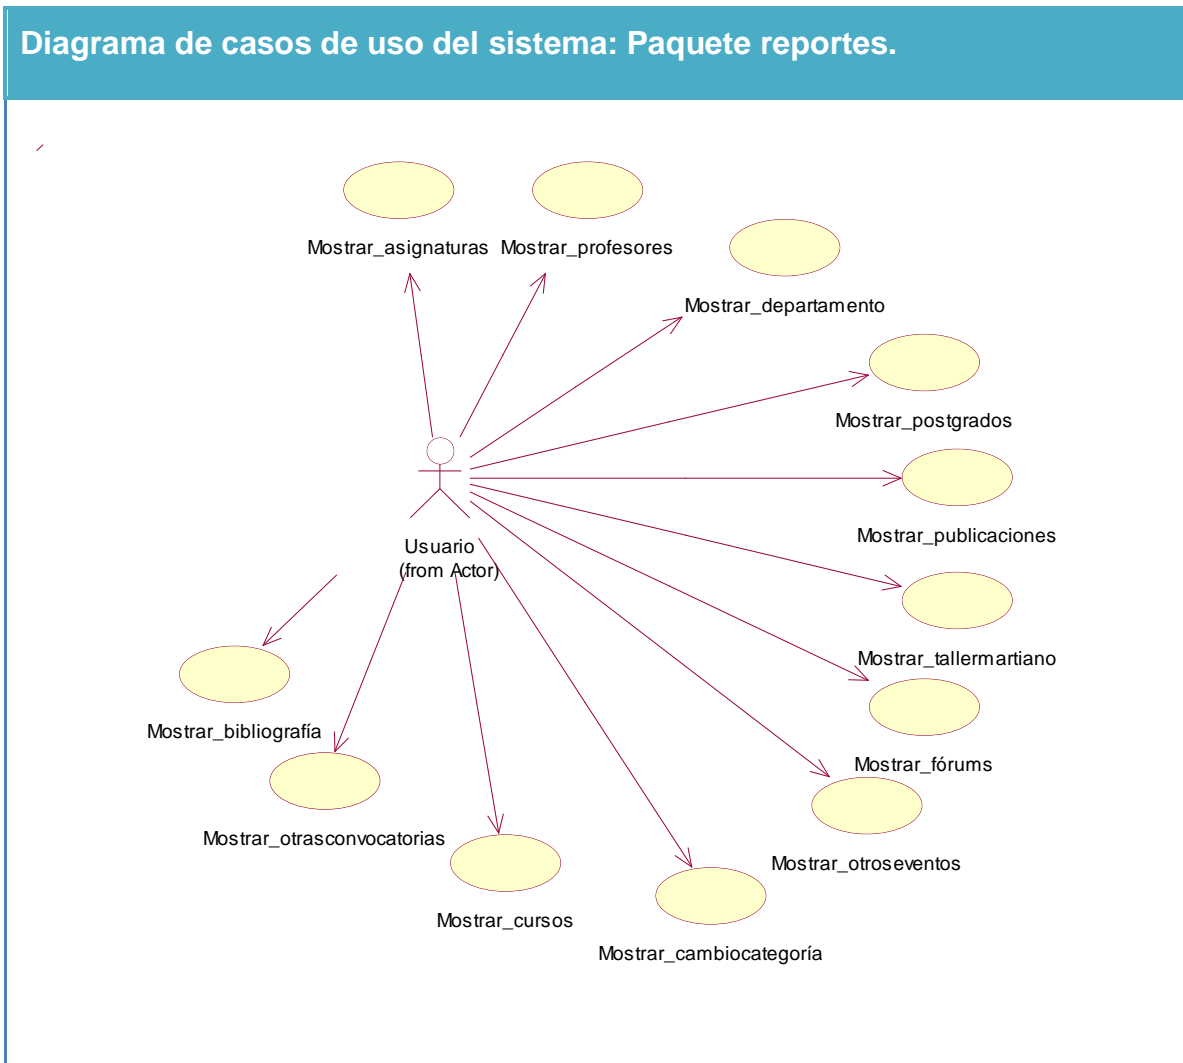 Diagrama de casos de uso del sistema: Paquete reportes.
Mostrar_asignaturas
Mostrar_profesores
Mostrar_departamento
Mostrar_postgrados
Mostrar_publicaciones
Usuario
(from Actor)
Mostrar_tallermartiano
Mostrar_bibliografía
Mostrar_fórums
Mostrar_otrasconvocatorias
Mostrar_otroseventos
Mostrar_cursos
Mostrar_cambiocategoría